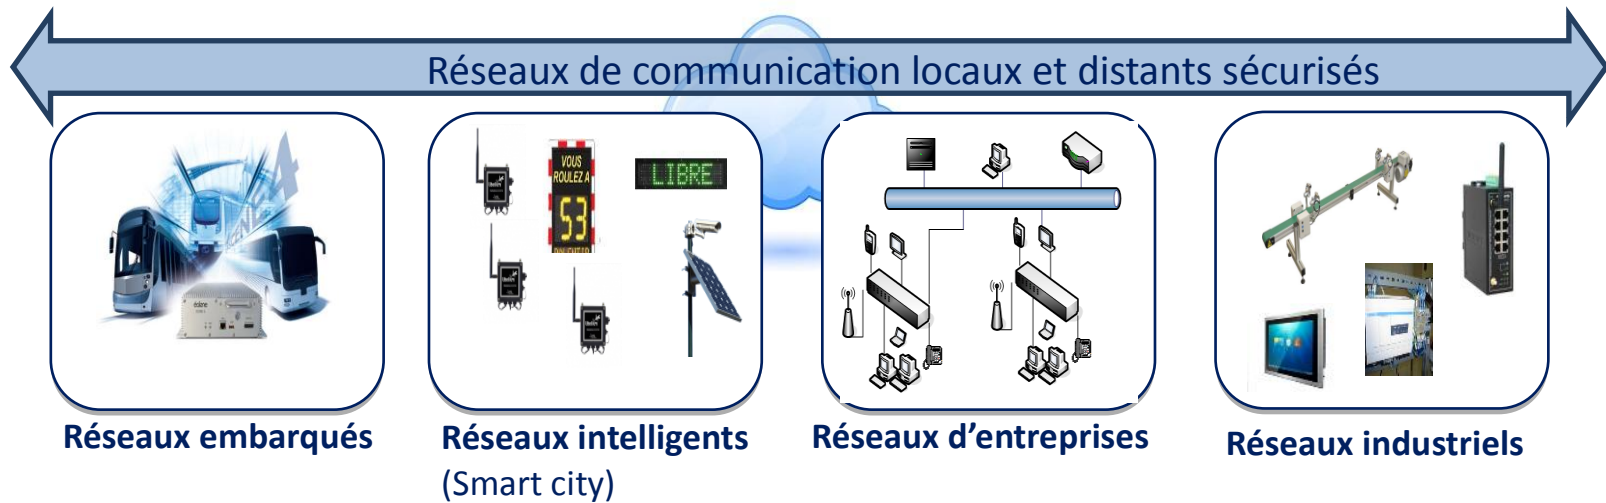 Réseaux de communication locaux et distants sécurisés
VOUS
ROULEZ A
53
LIBRE
Réseaux embarqués
Réseaux intelligents
(Smart city)
Réseaux d’entreprises
Réseaux industriels